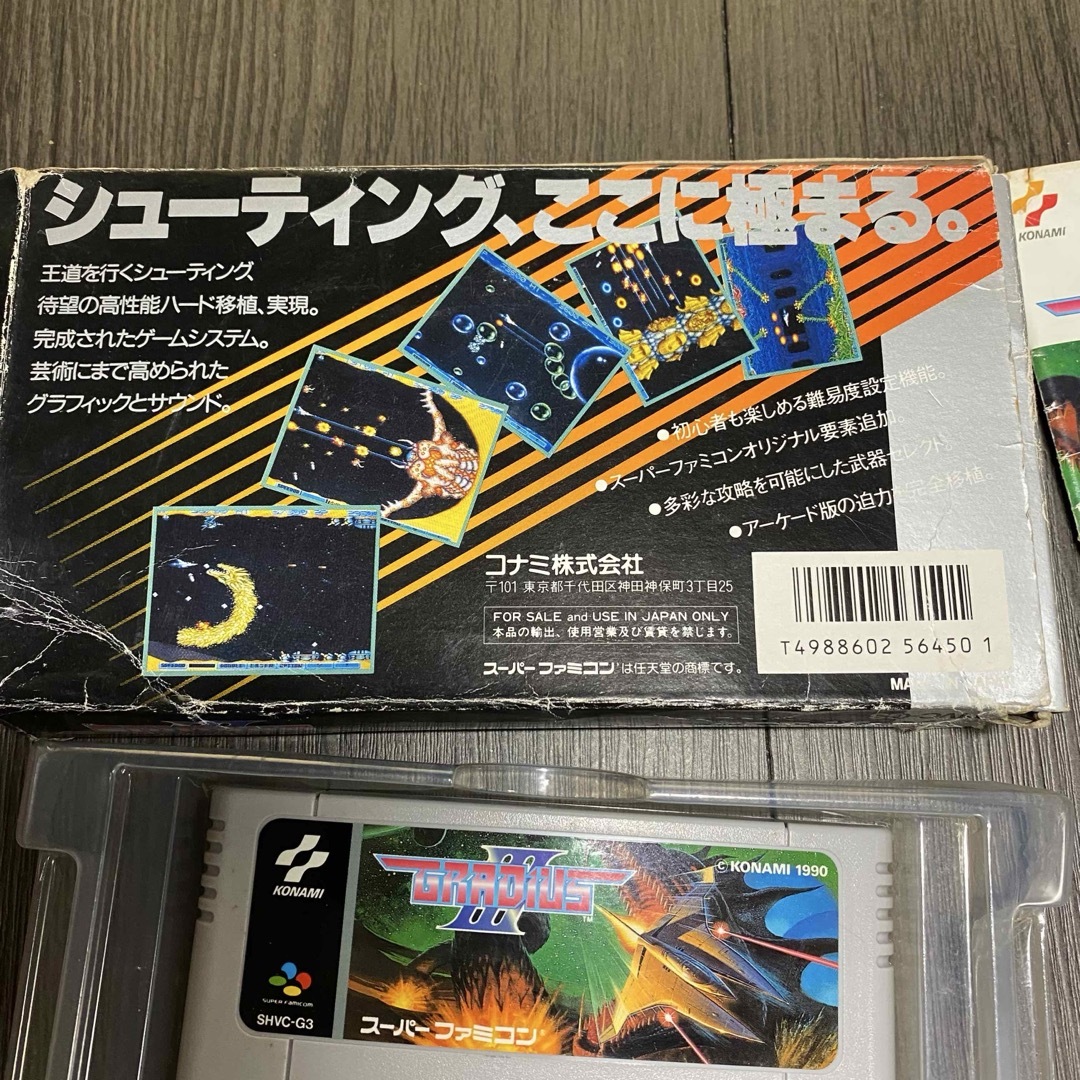 シューティング、ここに極まる。
王道を行くシューティング、
待望の高性能ハード移植、実現。
完成されたゲームシステム。
芸術にまで高められた
グラフィックとサウンド。
●初心者も楽しめる難易度設定機能。
●スーパーファミコンオリジナル要素追加。
●多彩な攻略を可能にした武器セレクト
●アーケード版の迫力 完全移植
コナミ株式会社
〒101 東京都千代田区神田神保町3丁目25
FOR SALE and USE IN JAPAN ONLY
本品の輸出、使用営業及び賃貸を禁じます。
スーパーファミコンは任天堂の商標です。
T4988602 56450 1
KONAMI
KONAMI
GRADIUS III
TM
© KONAMI 1990
SUPER FAMICOM
SHVC-G3
スーパーファミコン